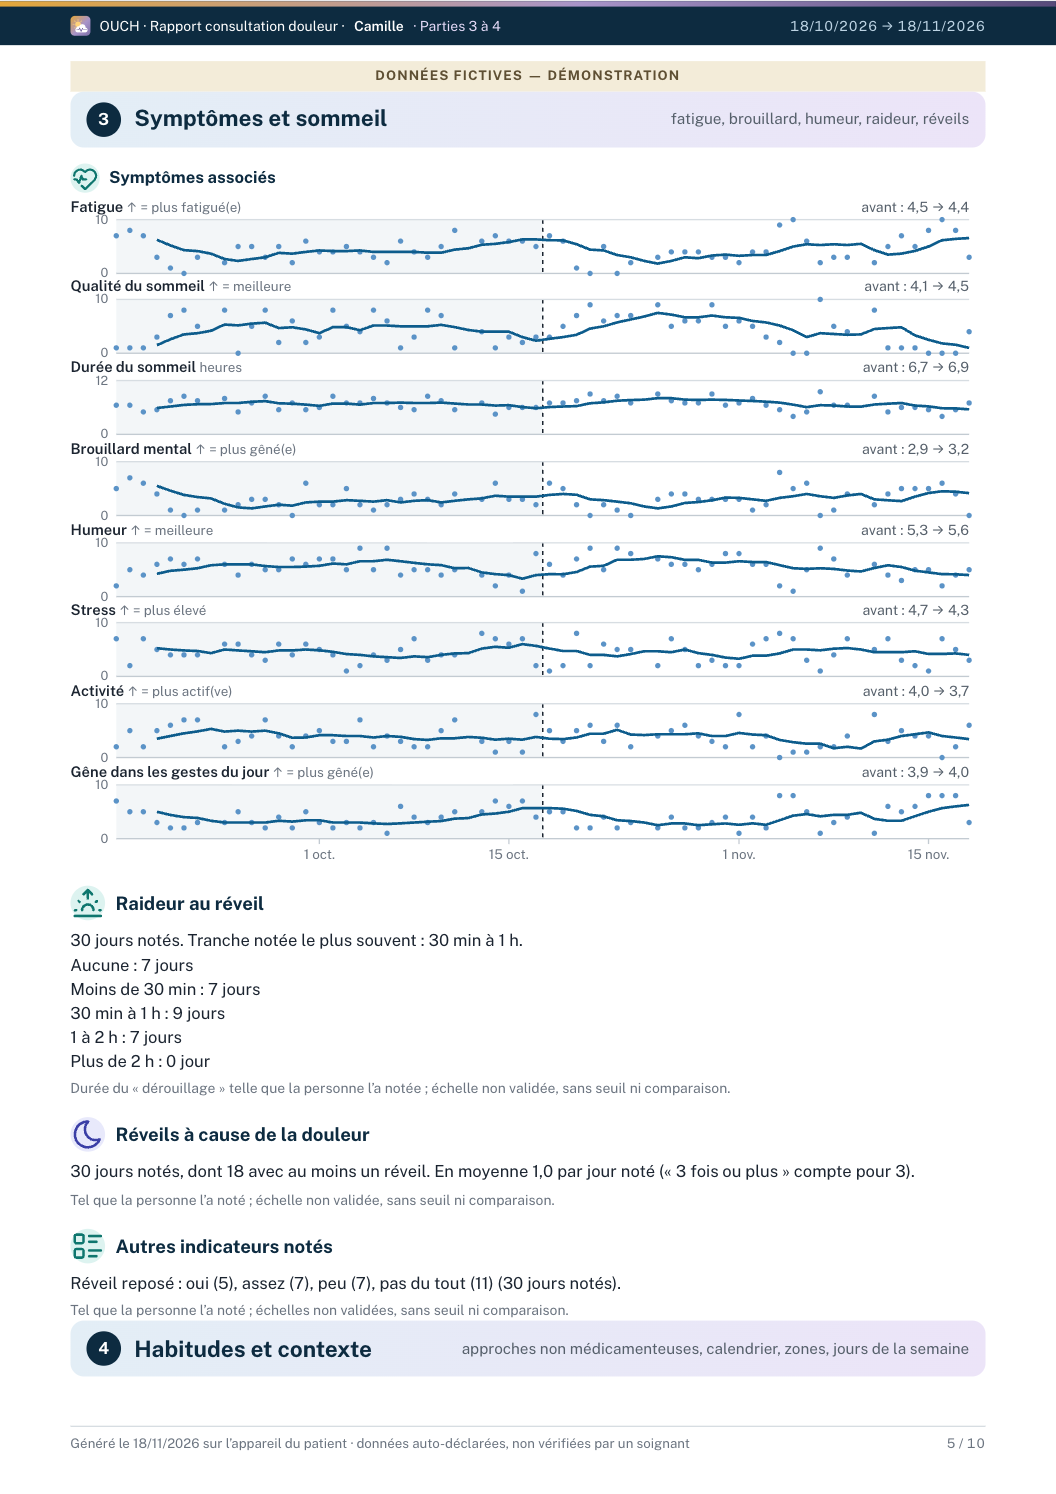 OUCH · Rapport consultation douleur · Camille · Parties 3 à 4
18/10/2026 → 18/11/2026
DONNÉES FICTIVES — DÉMONSTRATION
3 Symptômes et sommeil
fatigue, brouillard, humeur, raideur, réveils
Symptômes associés
Fatigue ↑ = plus fatigué(e)
avant : 4,5 → 4,4
10
0
Qualité du sommeil ↑ = meilleure
avant : 4,1 → 4,5
10
0
Durée du sommeil heures
avant : 6,7 → 6,9
12
0
Brouillard mental ↑ = plus gêné(e)
avant : 2,9 → 3,2
10
0
Humeur ↑ = meilleure
avant : 5,3 → 5,6
10
0
Stress ↑ = plus élevé
avant : 4,7 → 4,3
10
0
Activité ↑ = plus actif(ve)
avant : 4,0 → 3,7
10
0
Gêne dans les gestes du jour ↑ = plus gêné(e)
avant : 3,9 → 4,0
10
0
1 oct. 15 oct. 1 nov. 15 nov.
Raideur au réveil
30 jours notés. Tranche notée le plus souvent : 30 min à 1 h.
Aucune : 7 jours
Moins de 30 min : 7 jours
30 min à 1 h : 9 jours
1 à 2 h : 7 jours
Plus de 2 h : 0 jour
Durée du « dérouillage » telle que la personne l’a notée ; échelle non validée, sans seuil ni comparaison.
Réveils à cause de la douleur
30 jours notés, dont 18 avec au moins un réveil. En moyenne 1,0 par jour noté (« 3 fois ou plus » compte pour 3).
Tel que la personne l’a noté ; échelle non validée, sans seuil ni comparaison.
Autres indicateurs notés
Réveil reposé : oui (5), assez (7), peu (7), pas du tout (11) (30 jours notés).
Tel que la personne l’a noté ; échelles non validées, sans seuil ni comparaison.
4 Habitudes et contexte
approches non médicamenteuses, calendrier, zones, jours de la semaine
Généré le 18/11/2026 sur l’appareil du patient · données auto-déclarées, non vérifiées par un soignant
5 / 10